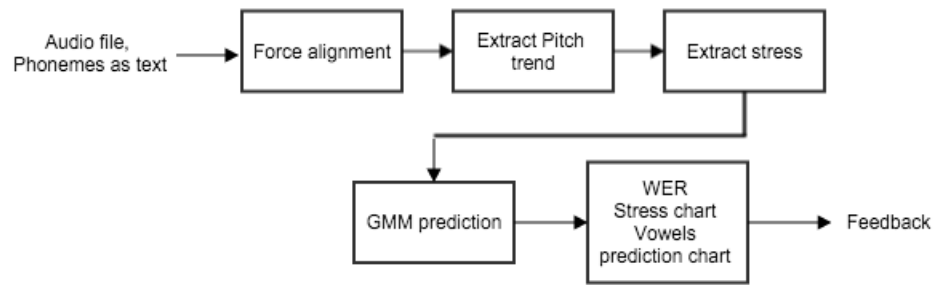 Audio file,
Phonemes as text
Force alignment
Extract Pitch
trend
Extract stress
GMM prediction
WER
Stress chart
Vowels
prediction chart
Feedback